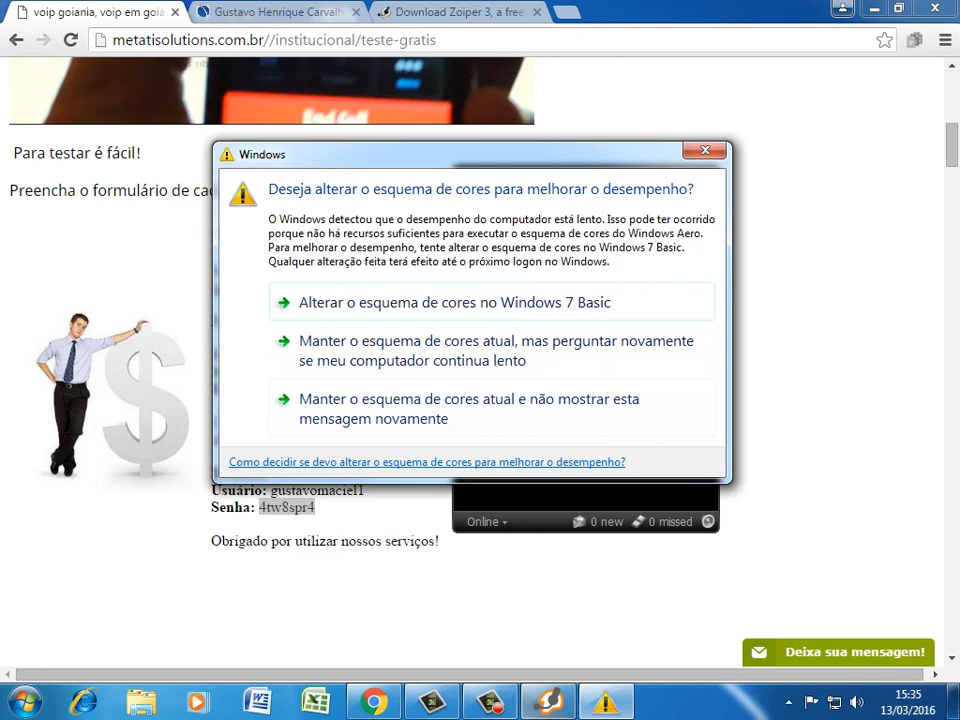 voip goiania, voip em goiâ
Gustavo Henrique Carvalh
Download Zoiper 3, a free
metatisolutions.com.br//institucional/teste-gratis
End Call
Para testar é fácil!
Preencha o formulário de cad
Windows
Deseja alterar o esquema de cores para melhorar o desempenho?
O Windows detectou que o desempenho do computador está lento. Isso pode ter ocorrido
porque não há recursos suficientes para executar o esquema de cores do Windows Aero.
Para melhorar o desempenho, tente alterar o esquema de cores no Windows 7 Basic.
Qualquer alteração feita terá efeito até o próximo logon no Windows.
Alterar o esquema de cores no Windows 7 Basic
Manter o esquema de cores atual, mas perguntar novamente
se meu computador continua lento
Manter o esquema de cores atual e não mostrar esta
mensagem novamente
Como decidir se devo alterar o esquema de cores para melhorar o desempenho?
Usuário: gustavomaciel1
Senha: 4tw8spr4
Online
0 new
0 missed
Obrigado por utilizar nossos serviços!
Deixa sua mensagem!
15:35
13/03/2016